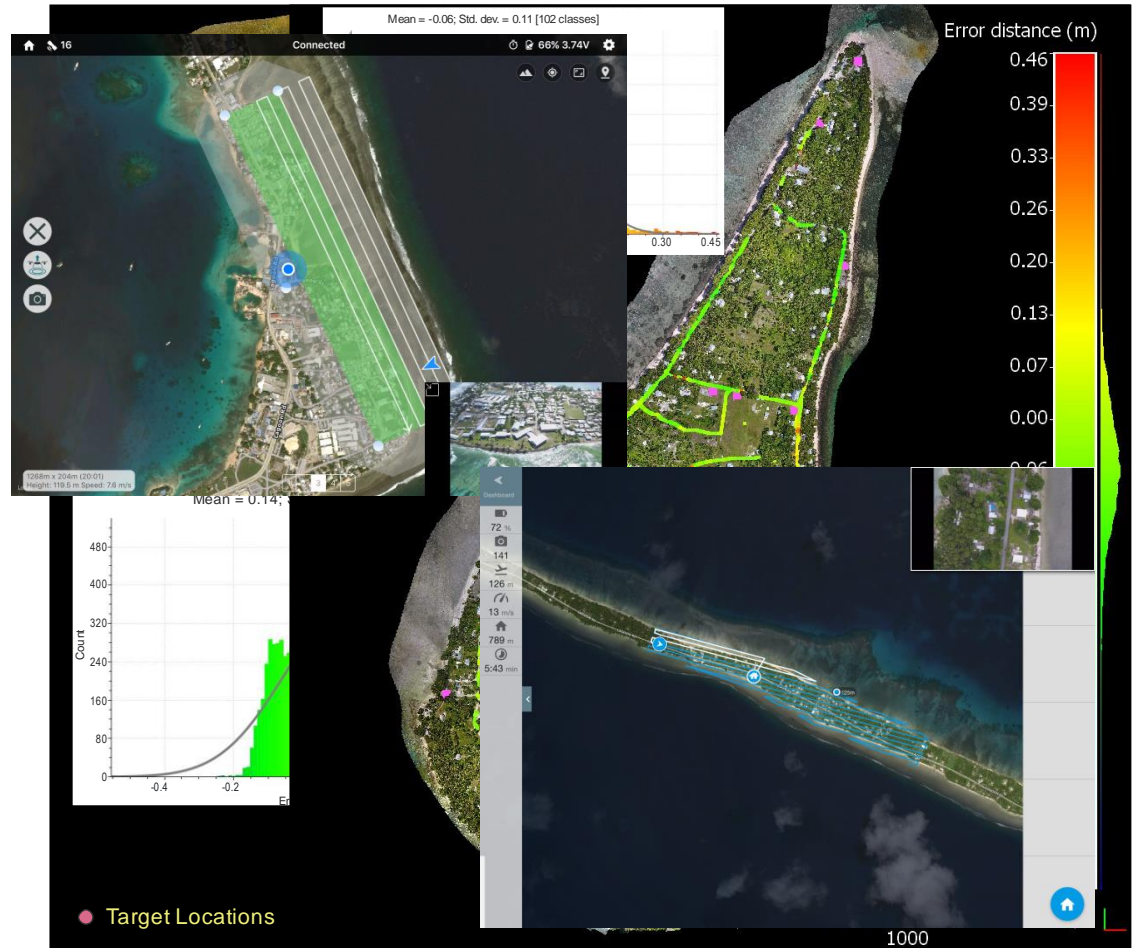 Mean = -0.06; Std. dev. = 0.11 [102 classes]
Error distance (m)
16
Connected
66% 3.74V
0.46
0.39
0.33
0.26
0.20
0.13
0.07
0.00
0.30
0.45
1268m x 204m (20:01)
Height: 119.5 m Speed: 7.6 m/s
3
Mean = 0.14;
480
400
320
240
160
80
0
Count
-0.4
-0.2
Dashboard
72 %
141
126 m
13 m/s
789 m
5:43 min
125m
Target Locations
1000